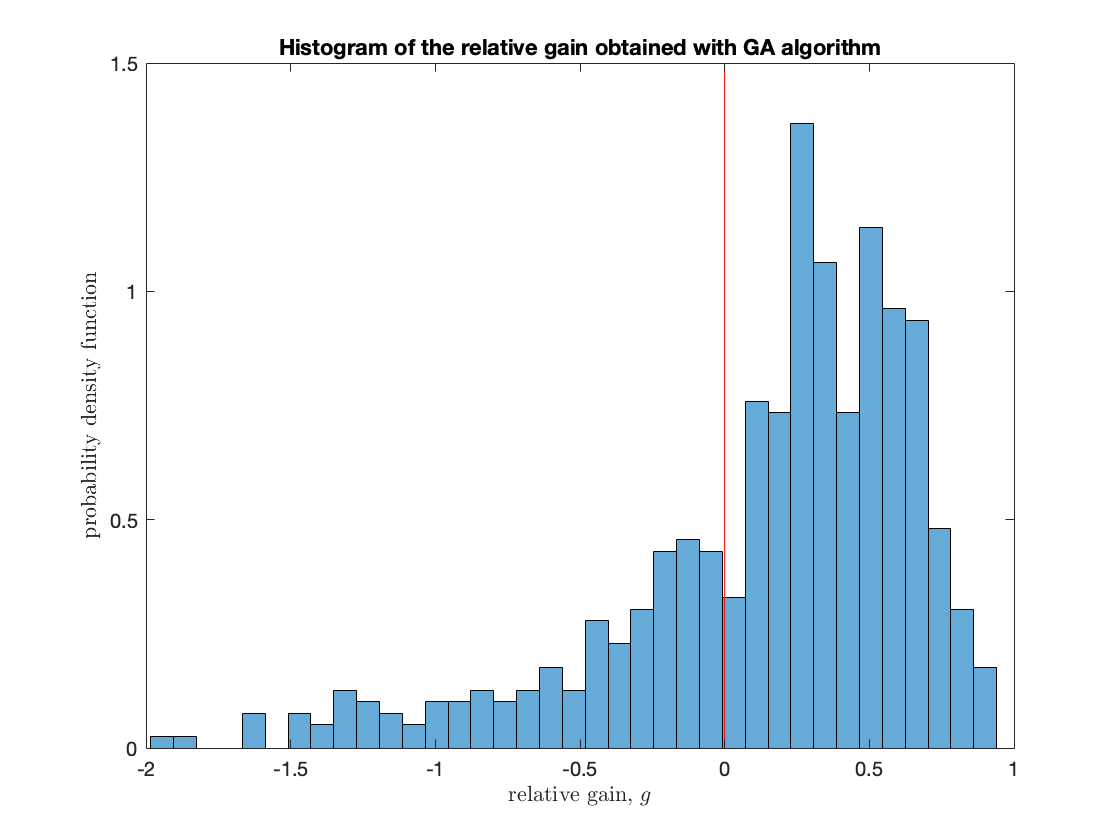 Histogram of the relative gain obtained with GA algorithm
1.5
1
0.5
0
probability density function
-2 -1.5 -1 -0.5 0 0.5 1
relative gain, g